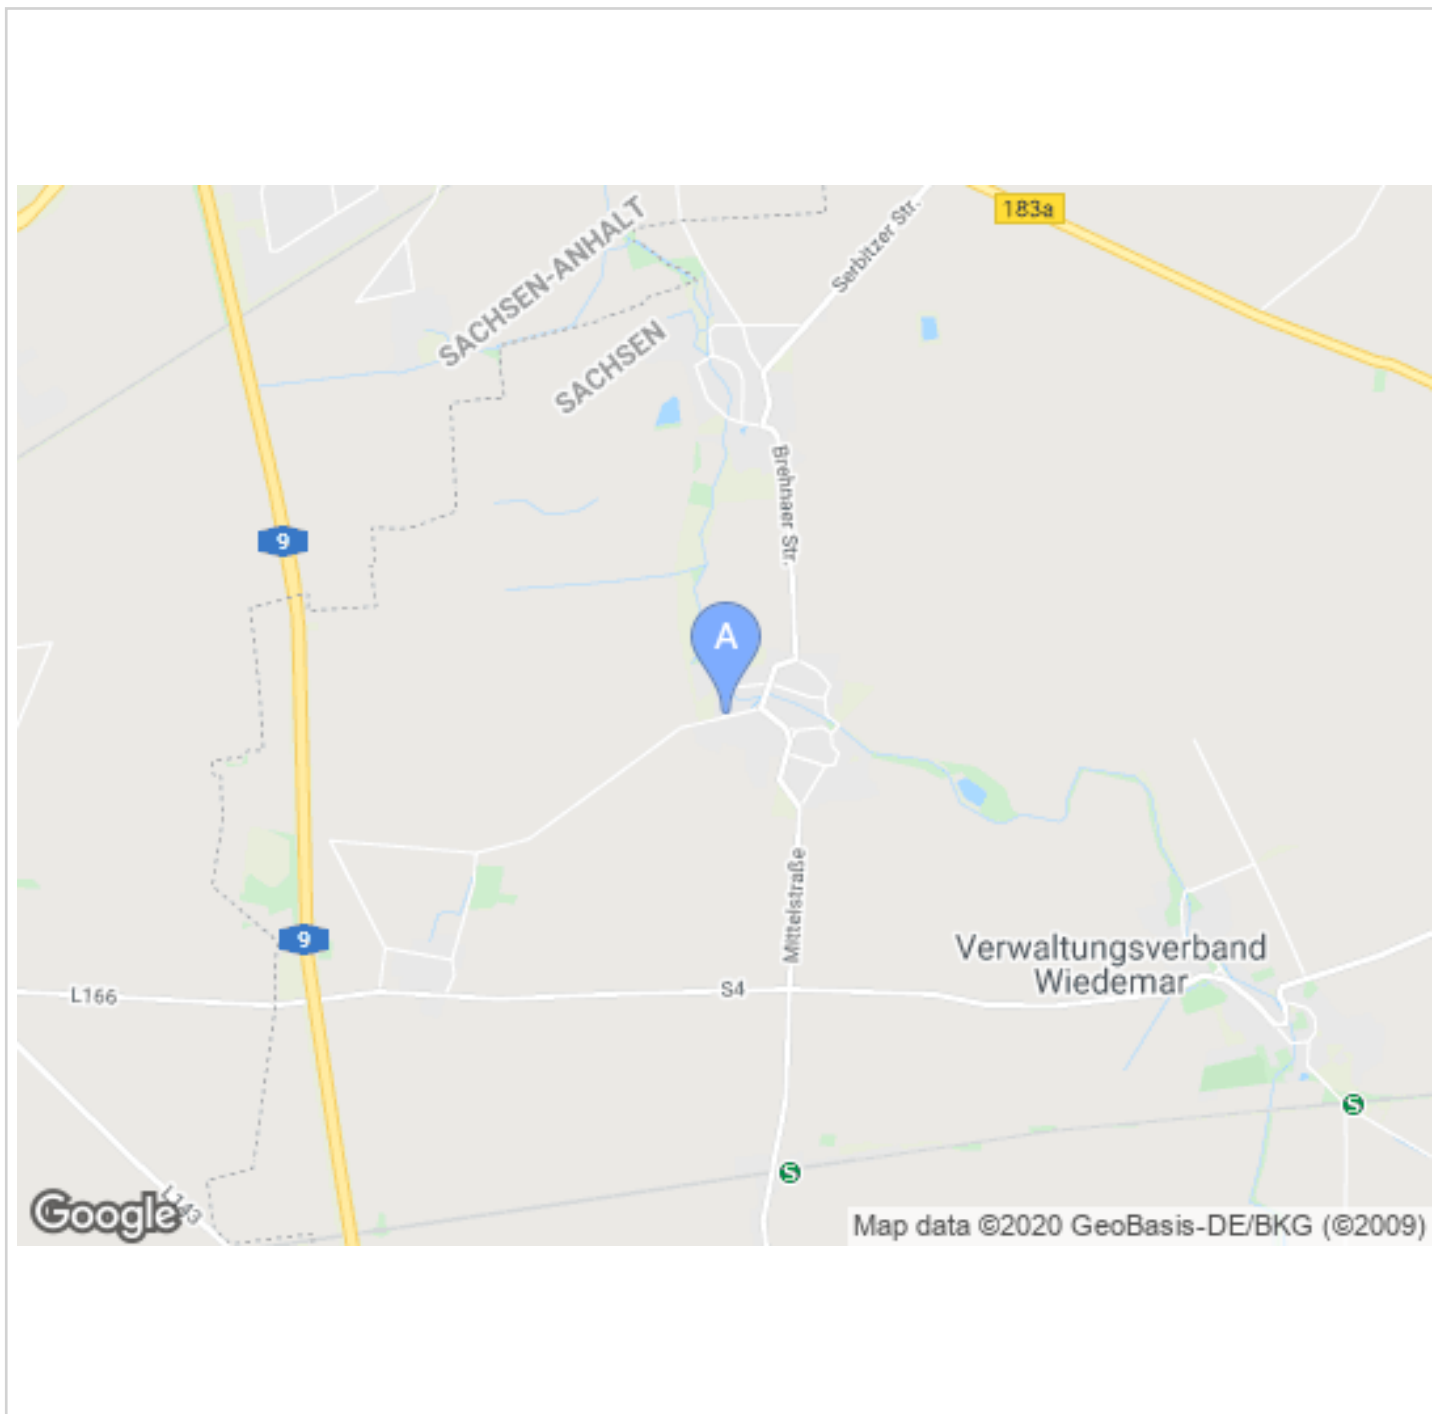 183a
Serbitzer Str.
SACHSEN-ANHALT
SACHSEN
Brehnaer Str.
9
A
Mittelstraße
9
Verwaltungsverband
Wiedemar
L166
S4
S
S
L143
Google
Map data ©2020 GeoBasis-DE/BKG (©2009)